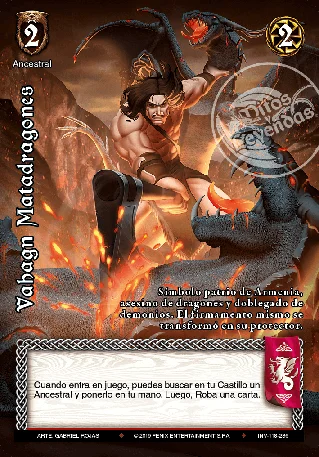 2
2
Ancestral
Mitos y
Leyendas
Vahagn Matadragones
Símbolo patrio de Armenia,
asesino de dragones y doblegado de
demonios. El firmamento mismo se
transformó en su protector.
Cuando entra en juego, puedes buscar en tu Castillo un
Ancestral y ponerlo en tu mano. Luego, Roba una carta.
ARTE: GABRIEL ROJAS
©2019 FENIX ENTERTAINMENT S.P.A